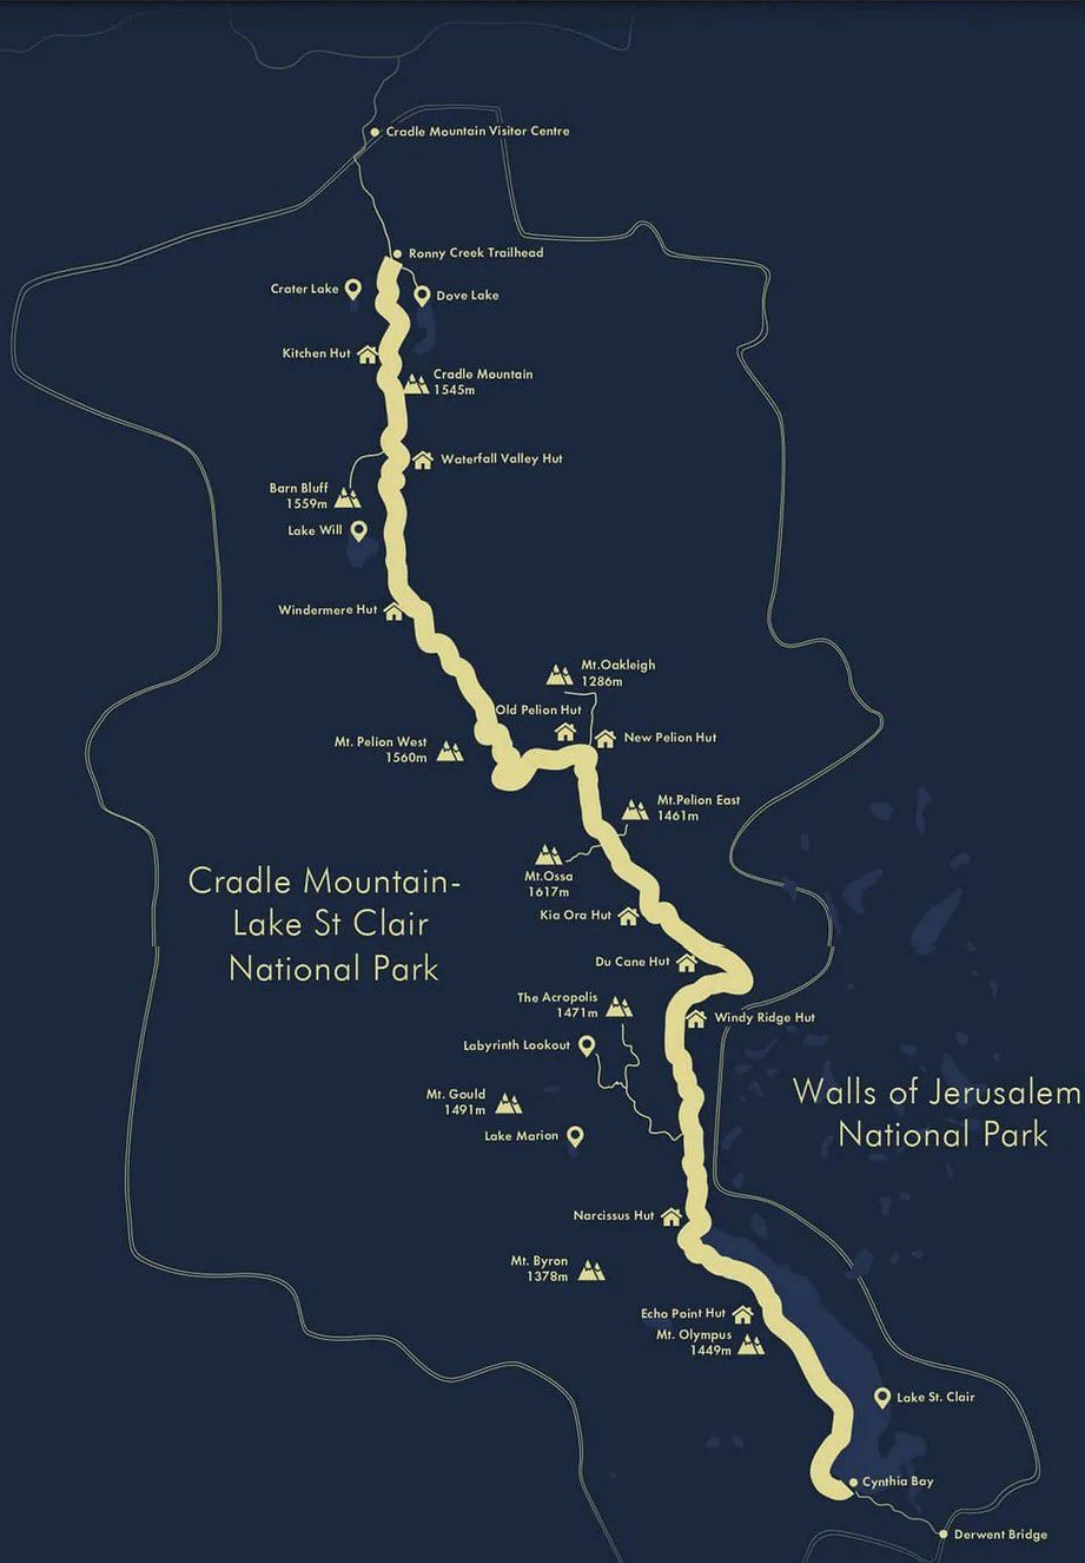 Cradle Mountain Visitor Centre
Ronny Creek Trailhead
Crater Lake
Dove Lake
Kitchen Hut
Cradle Mountain
1545m
Waterfall Valley Hut
Barn Bluff
1559m
Lake Will
Windermere Hut
Mt.Oakleigh
1286m
Old Pelion Hut
New Pelion Hut
Mt. Pelion West
1560m
Mt.Pelion East
1461m
Mt.Ossa
1617m
Cradle Mountain-
Lake St Clair
National Park
Kia Ora Hut
Du Cane Hut
The Acropolis
1471m
Windy Ridge Hut
Labyrinth Lookout
Walls of Jerusalem
National Park
Mt. Gould
1491m
Lake Marion
Narcissus Hut
Mt. Byron
1378m
Echo Point Hut
Mt. Olympus
1449m
Lake St. Clair
Cynthia Bay
Derwent Bridge